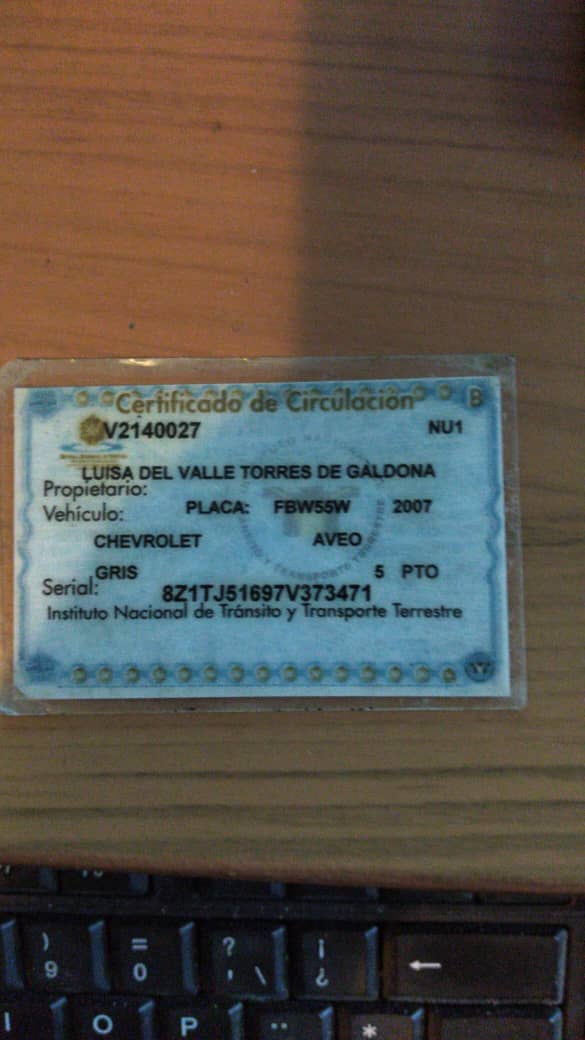 Certificado de Circulación B
V2140027 NU1
LUISA DEL VALLE TORRES DE GALDONA
Propietario:
Vehículo: PLACA: FBW55W 2007
CHEVROLET AVEO
GRIS 5 PTO
Serial: 8Z1TJ51697V373471
Instituto Nacional de Tránsito y Transporte Terrestre
) = ? ¡
9 0 ' \ ¿ ←
I O P ¨ *